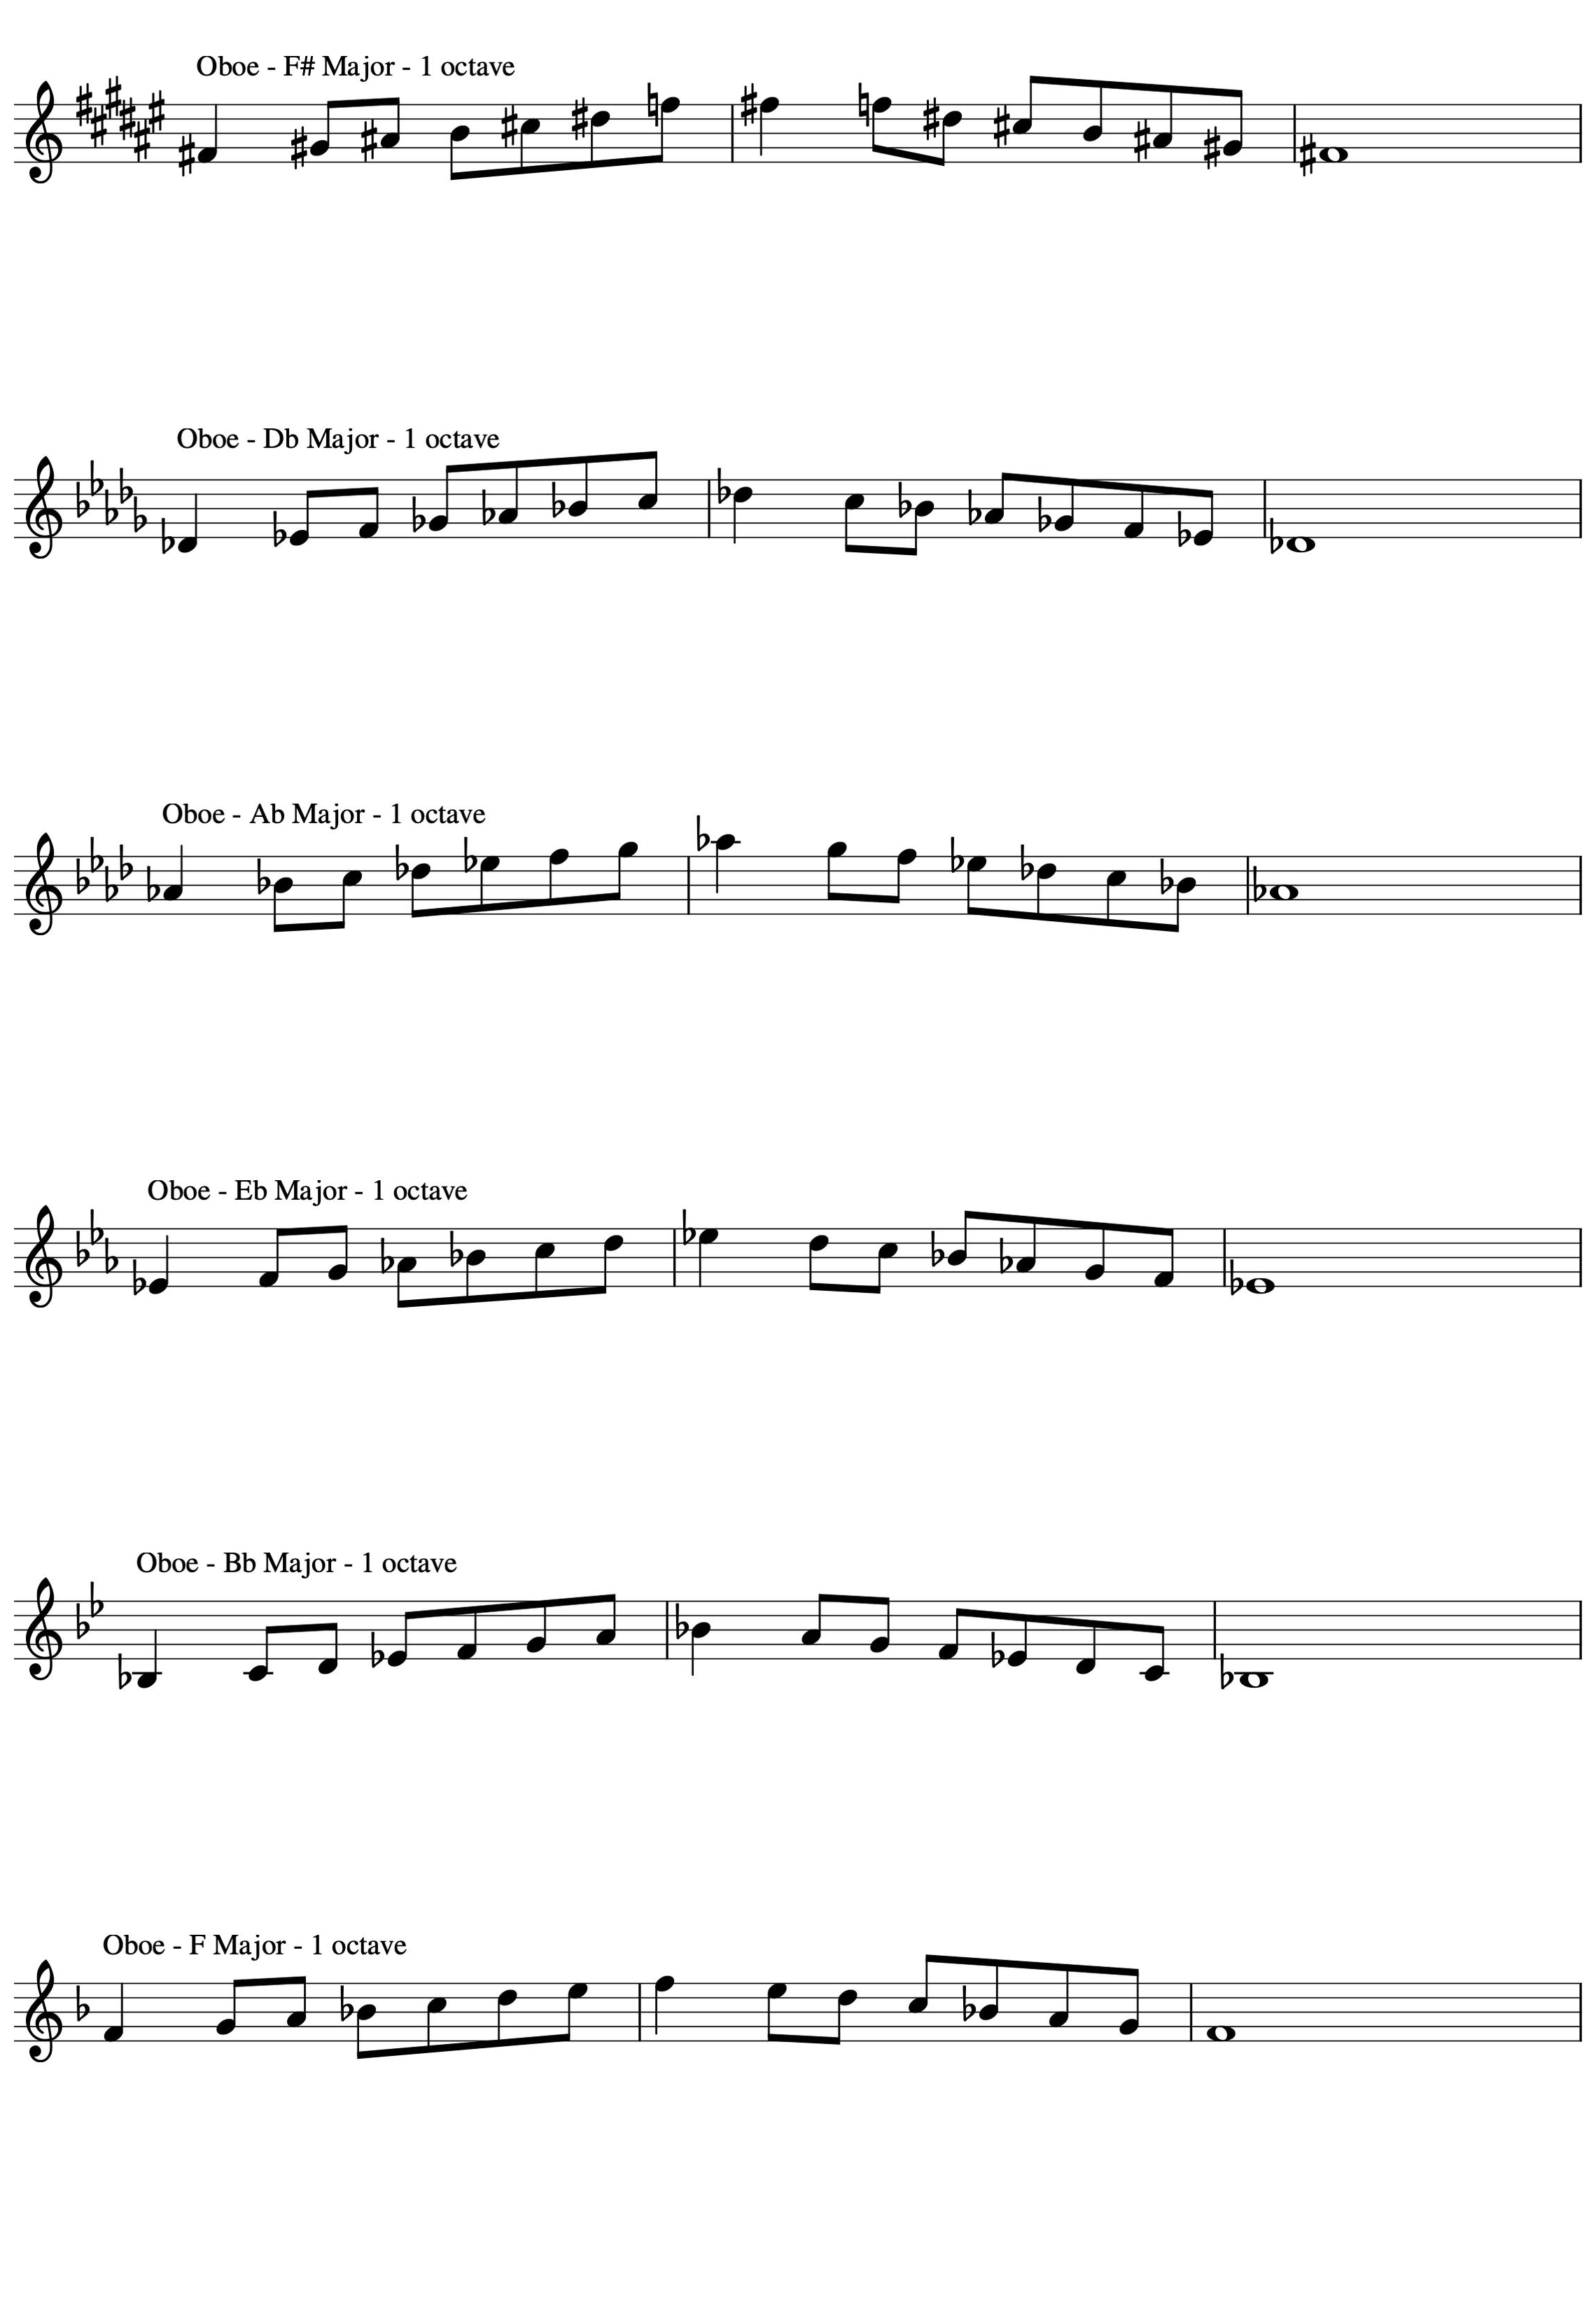 Oboe - F# Major - 1 octave
Oboe - Db Major - 1 octave
Oboe - Ab Major - 1 octave
Oboe - Eb Major - 1 octave
Oboe - Bb Major - 1 octave
Oboe - F Major - 1 octave